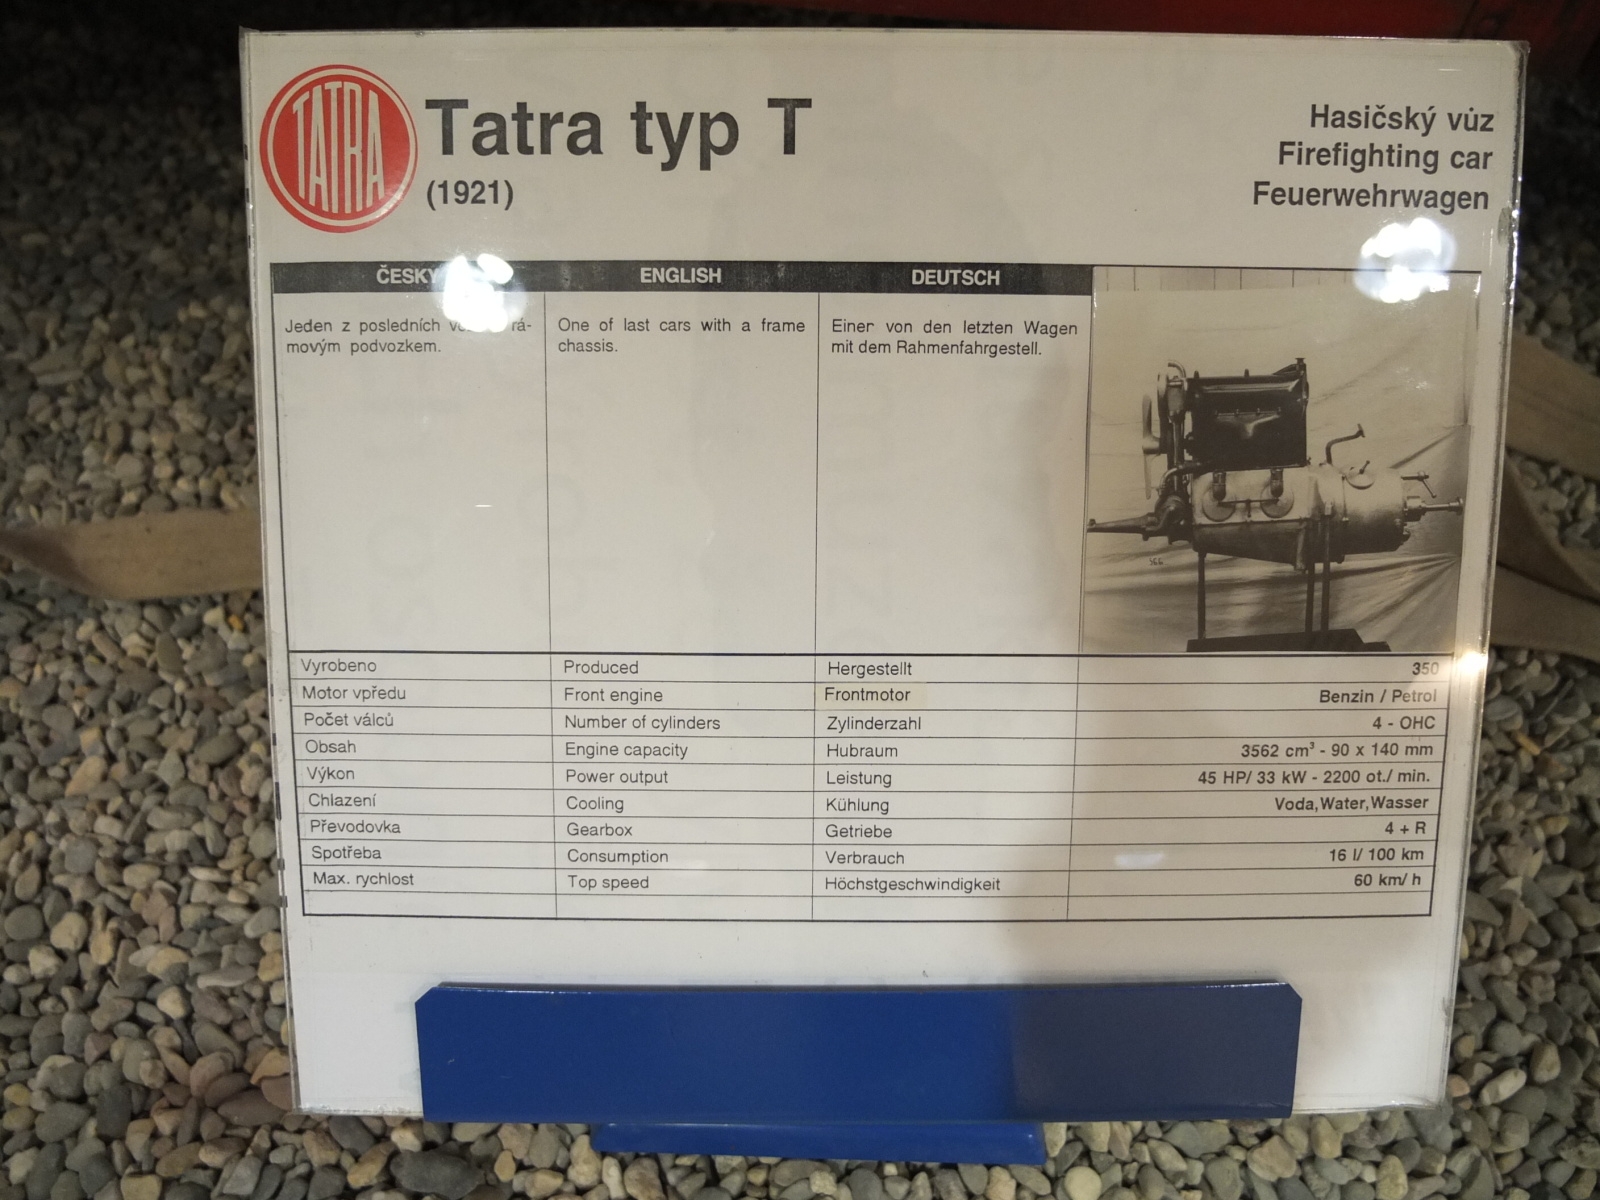 TATRA
Tatra typ T
(1921)
Hasičský vůz
Firefighting car
Feuerwehrwagen
ČESKY
Jeden z posledních rá-
movým podvozkem.
ENGLISH
One of last cars with a frame
chassis.
DEUTSCH
Einer von den letzten Wagen
mit dem Rahmenfahrgestell.
Vyrobeno Produced Hergestellt 350
Motor vpředu Front engine Frontmotor Benzin / Petrol
Počet válců Number of cylinders Zylinderzahl 4 - OHC
Obsah Engine capacity Hubraum 3562 cm³ - 90 x 140 mm
Výkon Power output Leistung 45 HP/ 33 kW - 2200 ot./ min.
Chlazení Cooling Kühlung Voda,Water,Wasser
Převodovka Gearbox Getriebe 4 + R
Spotřeba Consumption Verbrauch 16 l/ 100 km
Max. rychlost Top speed Höchstgeschwindigkeit 60 km/ h